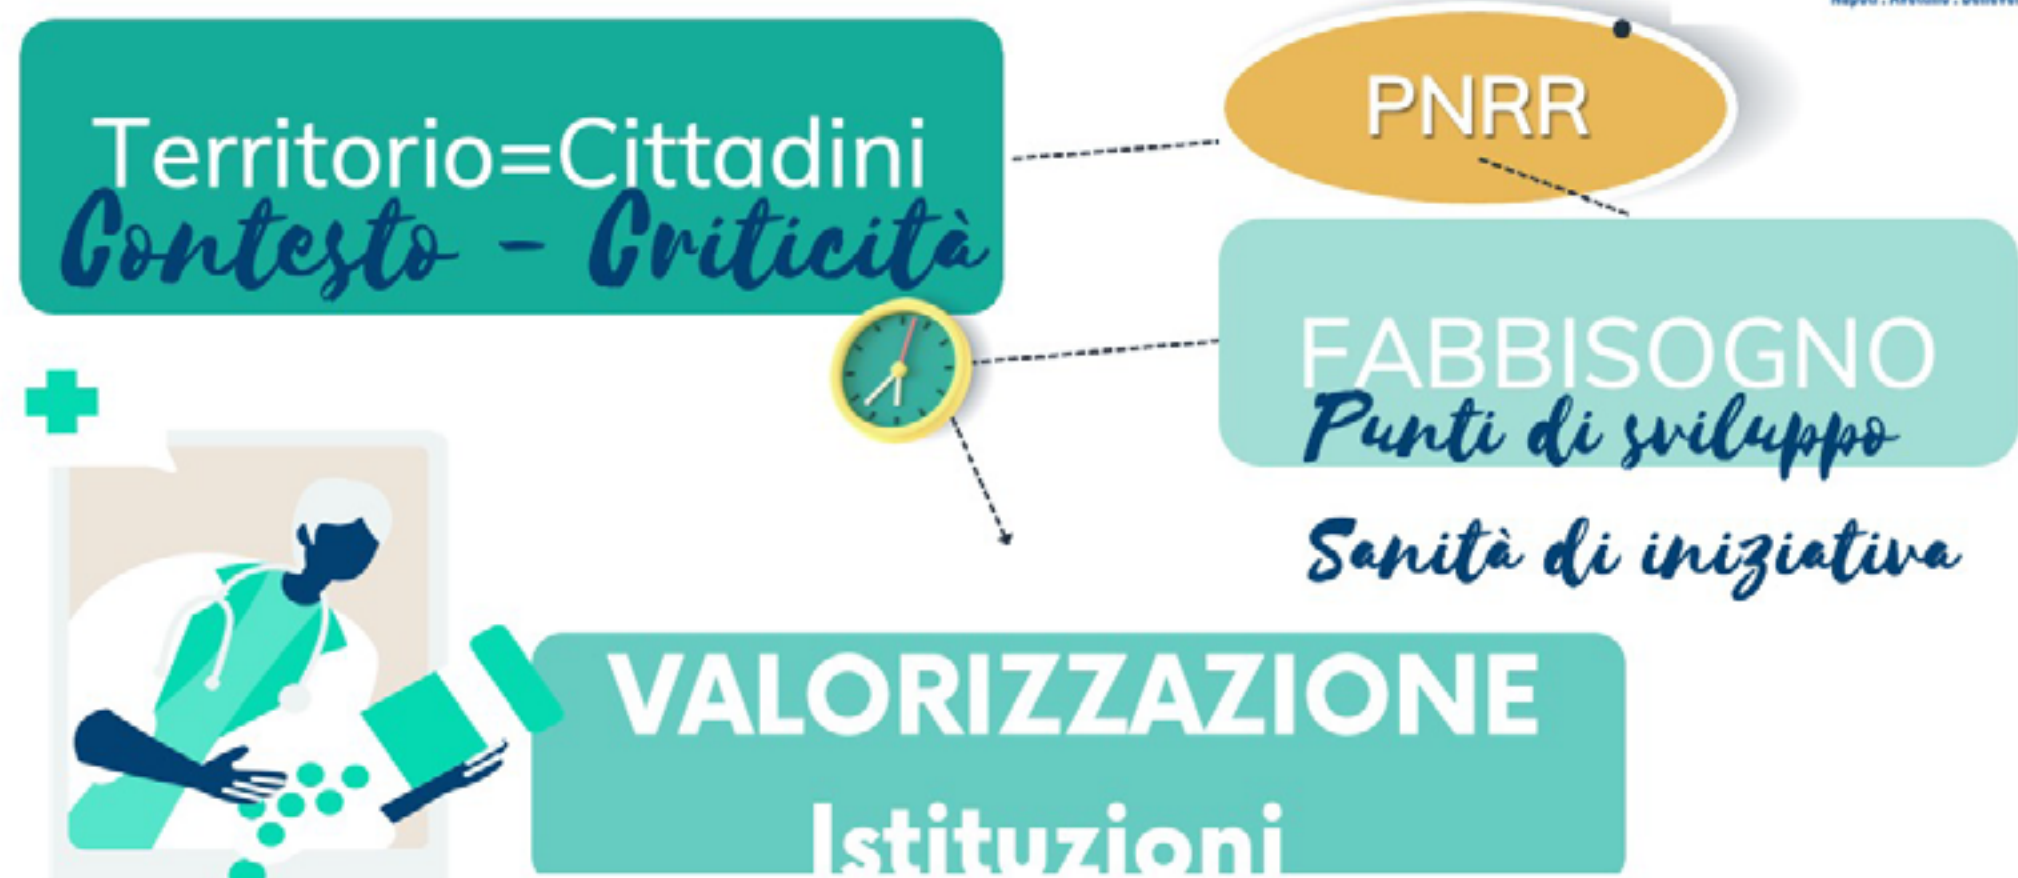 Territorio=Cittadini
Contesto - Criticità
PNRR
FABBISOGNO
Punti di sviluppo
Sanità di iniziativa
VALORIZZAZIONE
Istituzioni